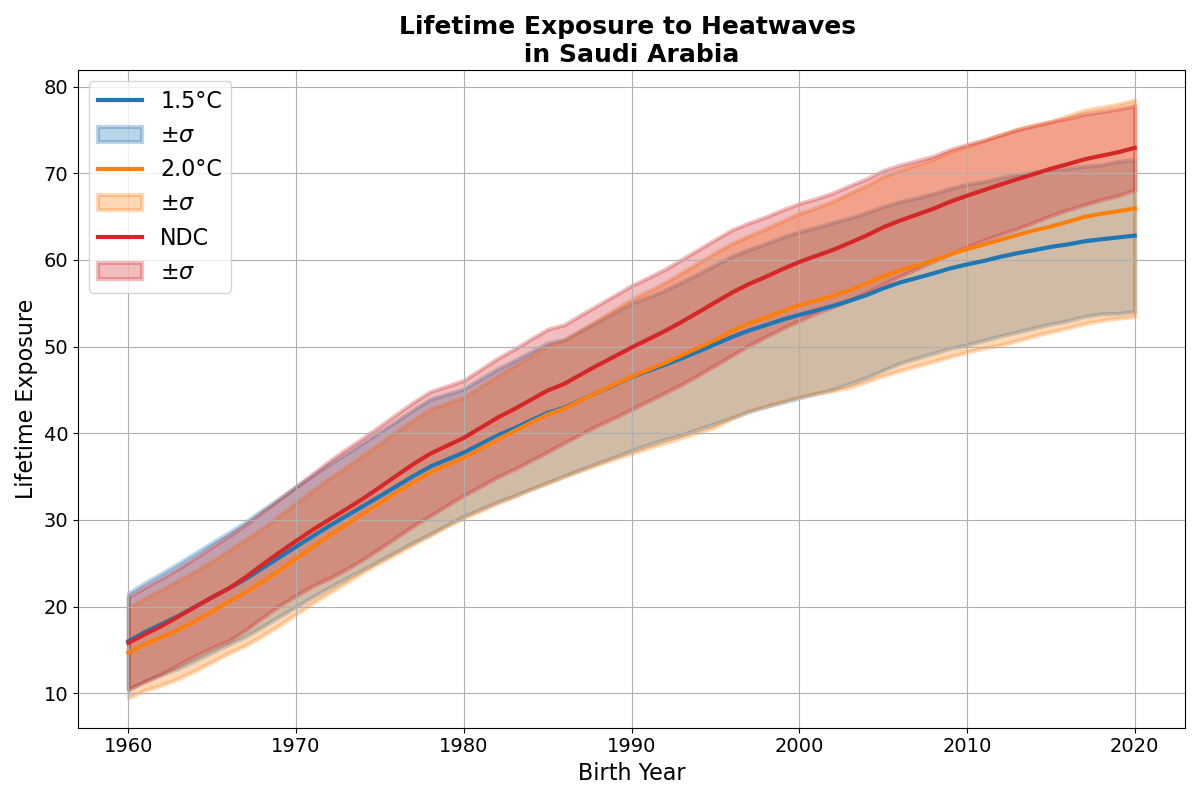 Lifetime Exposure to Heatwaves
in Saudi Arabia
1.5°C
±σ
2.0°C
±σ
NDC
±σ
Lifetime Exposure
80
70
60
50
40
30
20
10
1960
1970
1980
1990
2000
2010
2020
Birth Year